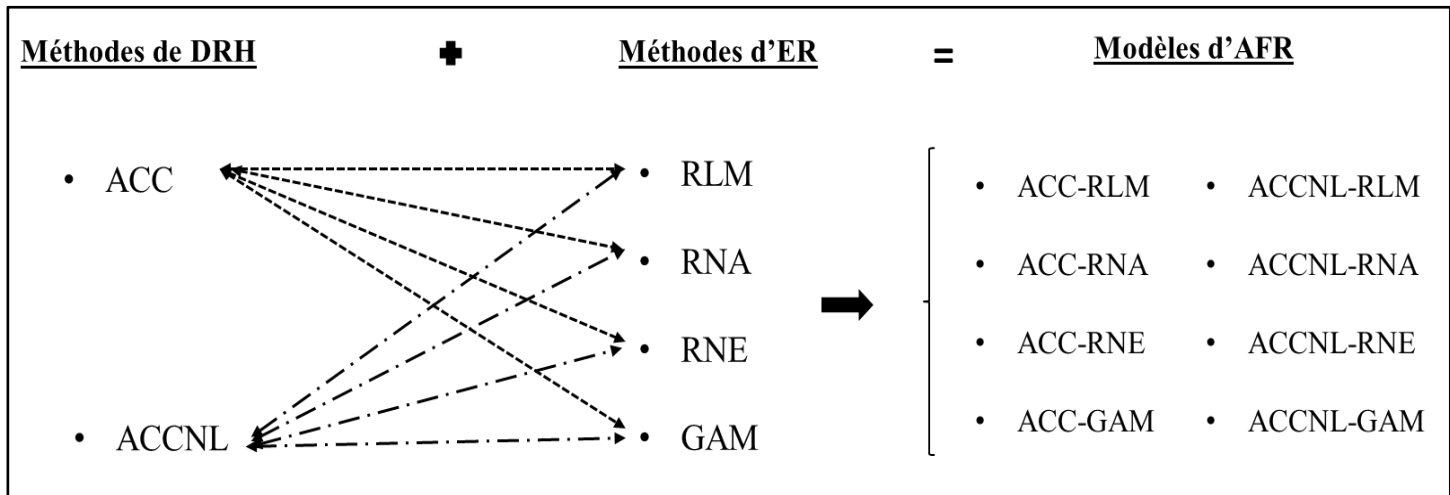 Méthodes de DRH + Méthodes d'ER = Modèles d'AFR
• ACC
• ACCNL
• RLM
• RNA
• RNE
• GAM
• ACC-RLM • ACCNL-RLM
• ACC-RNA • ACCNL-RNA
• ACC-RNE • ACCNL-RNE
• ACC-GAM • ACCNL-GAM